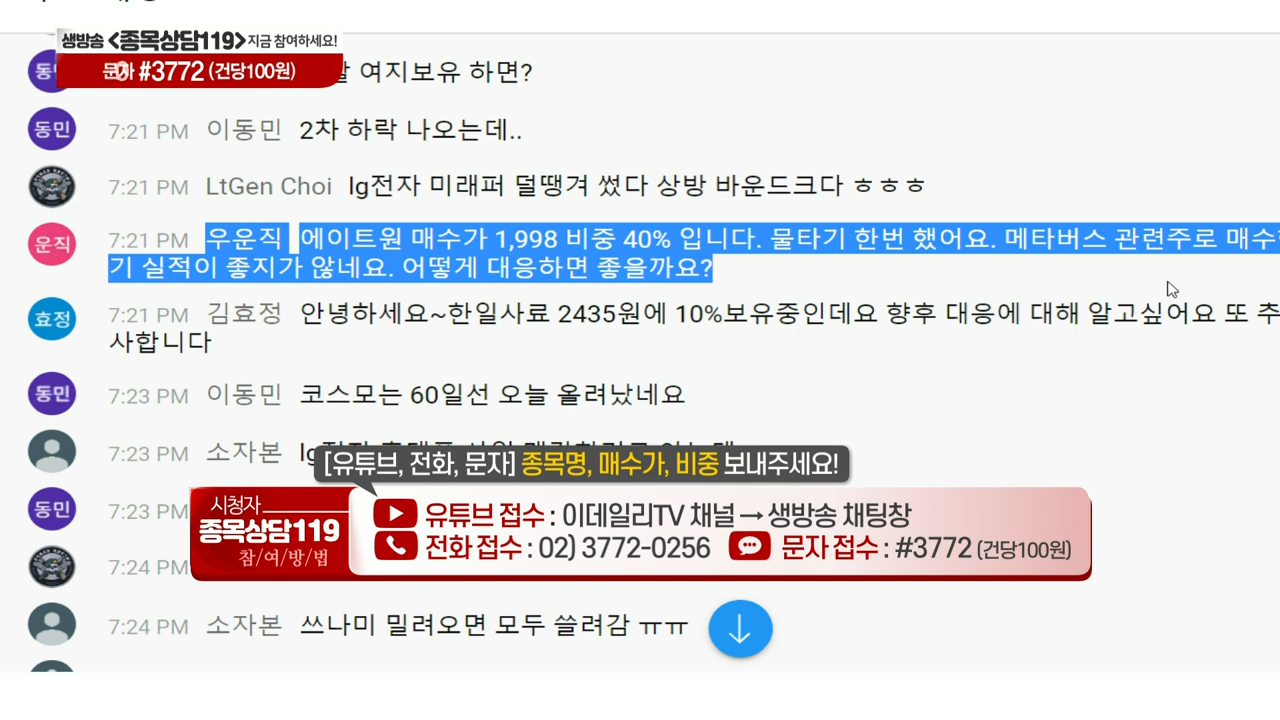 생방송 <종목상담119> 지금 참여하세요!
문자 #3772 (건당100원)
여지보유 하면?
동민 7:21 PM 이동민 2차 하락 나오는데..
7:21 PM LtGen Choi lg전자 미래퍼 덜땡겨 썼다 상방 바운드크다 ㅎㅎㅎ
운직 7:21 PM 우운직 에이트원 매수가 1,998 비중 40% 입니다. 물타기 한번 했어요. 메타버스 관련주로 매수
기 실적이 좋지가 않네요. 어떻게 대응하면 좋을까요?
효정 7:21 PM 김효정 안녕하세요~한일사료 2435원에 10%보유중인데요 향후 대응에 대해 알고싶어요 또 추
사합니다
동민 7:23 PM 이동민 코스모는 60일선 오늘 올려났네요
7:23 PM 소자본
[유튜브, 전화, 문자] 종목명, 매수가, 비중 보내주세요!
동민 7:23 PM
시청자
종목상담119
참/여/방/법
유튜브 접수 : 이데일리TV 채널 → 생방송 채팅창
전화 접수 : 02) 3772-0256 문자 접수 : #3772 (건당100원)
7:24 PM
7:24 PM 소자본 쓰나미 밀려오면 모두 쓸려감 ㅠㅠ